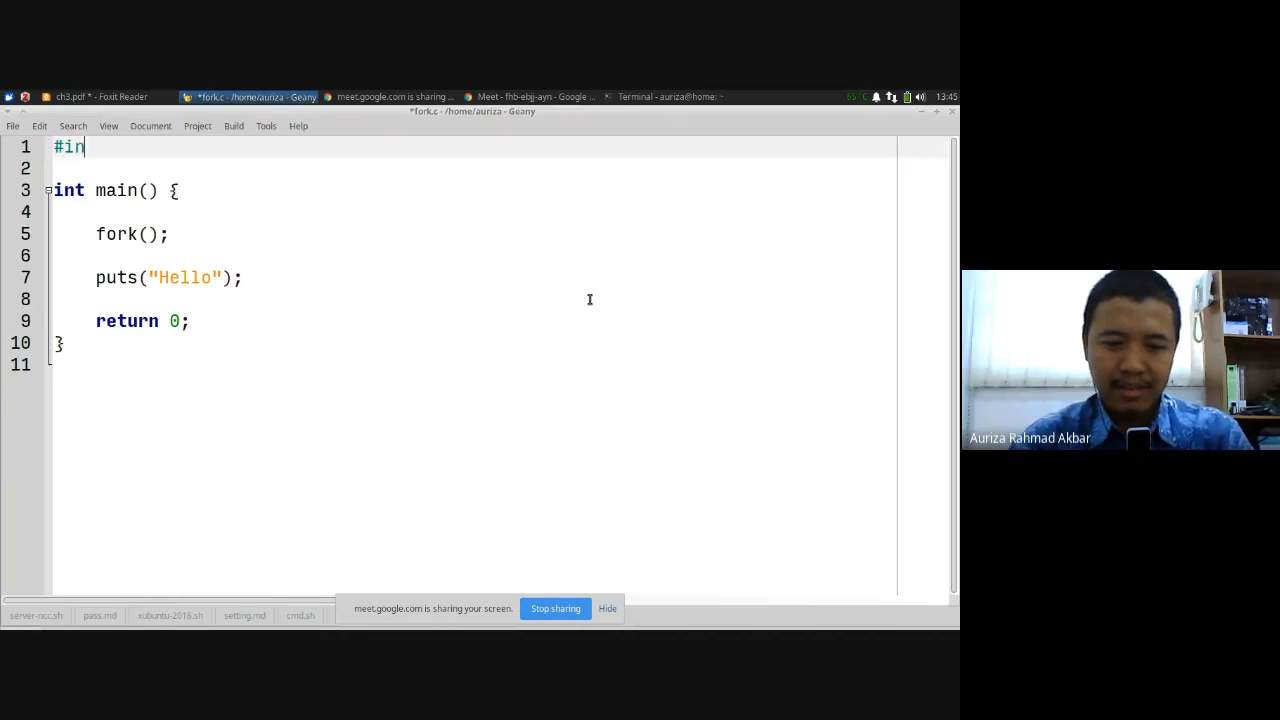 ch3.pdf * - Foxit Reader
*fork.c - /home/auriza - Geany
meet.google.com is sharing ...
Meet - fhb-ebjj-ayn - Google ...
Terminal - auriza@home: ~
65°C
13:45
*fork.c - /home/auriza - Geany
File Edit Search View Document Project Build Tools Help
1 #in
2
3 int main() {
4
5 fork();
6
7 puts("Hello");
8
9 return 0;
10 }
11
Auriza Rahmad Akbar
meet.google.com is sharing your screen. Stop sharing Hide
server-ncc.sh pass.md xubuntu-2018.sh setting.md cmd.sh